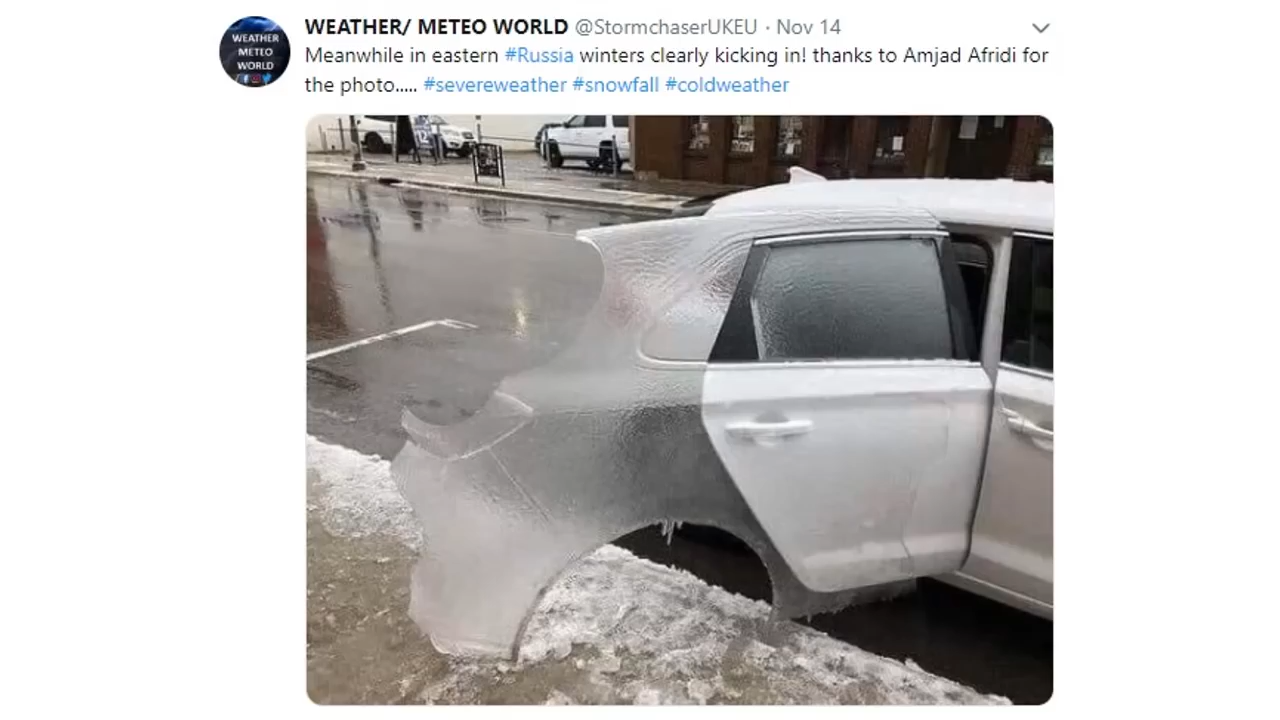 WEATHER
METEO
WORLD
WEATHER/ METEO WORLD @StormchaserUKEU · Nov 14
Meanwhile in eastern #Russia winters clearly kicking in! thanks to Amjad Afridi for
the photo..... #severeweather #snowfall #coldweather